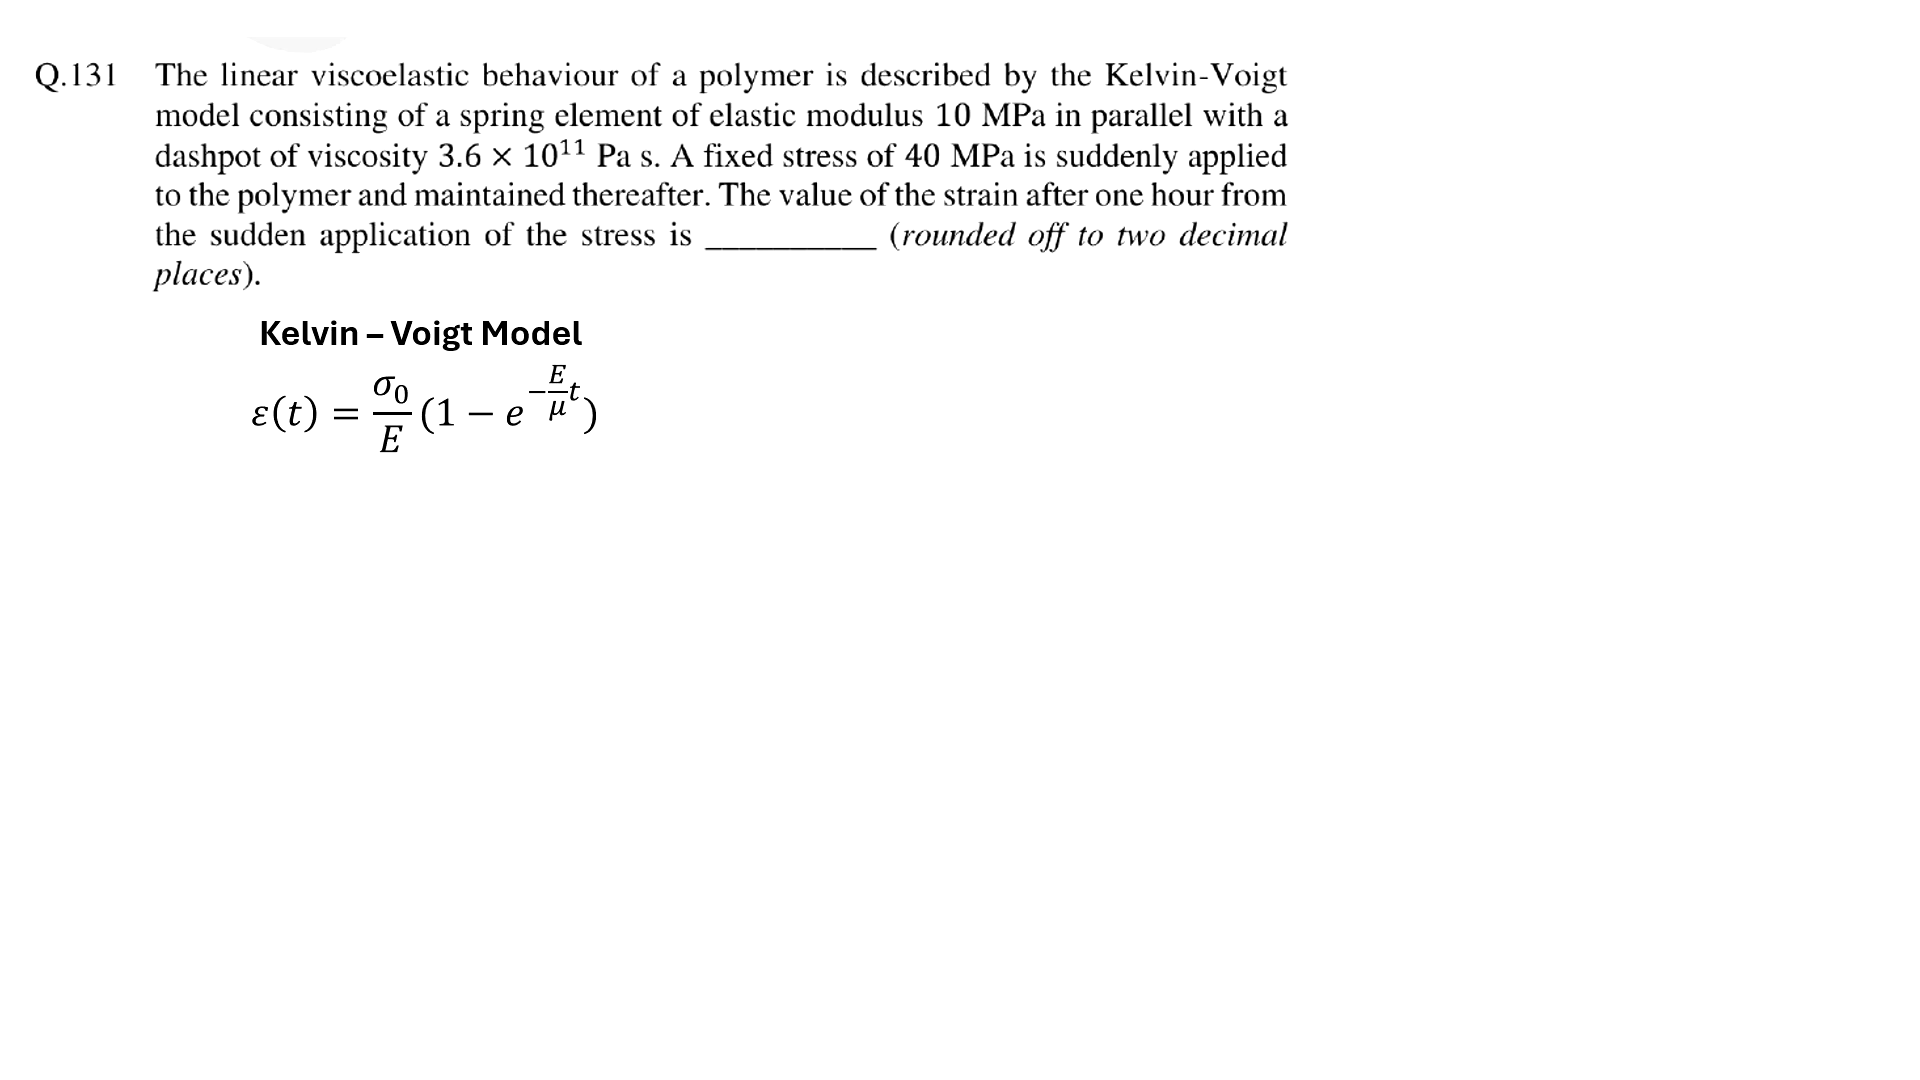 Q.131 The linear viscoelastic behaviour of a polymer is described by the Kelvin-Voigt
model consisting of a spring element of elastic modulus 10 MPa in parallel with a
dashpot of viscosity 3.6 × 10¹¹ Pa s. A fixed stress of 40 MPa is suddenly applied
to the polymer and maintained thereafter. The value of the strain after one hour from
the sudden application of the stress is __________ (rounded off to two decimal
places).
Kelvin – Voigt Model
ε(t) = σ₀/E (1 − e^(−(E/μ)t))